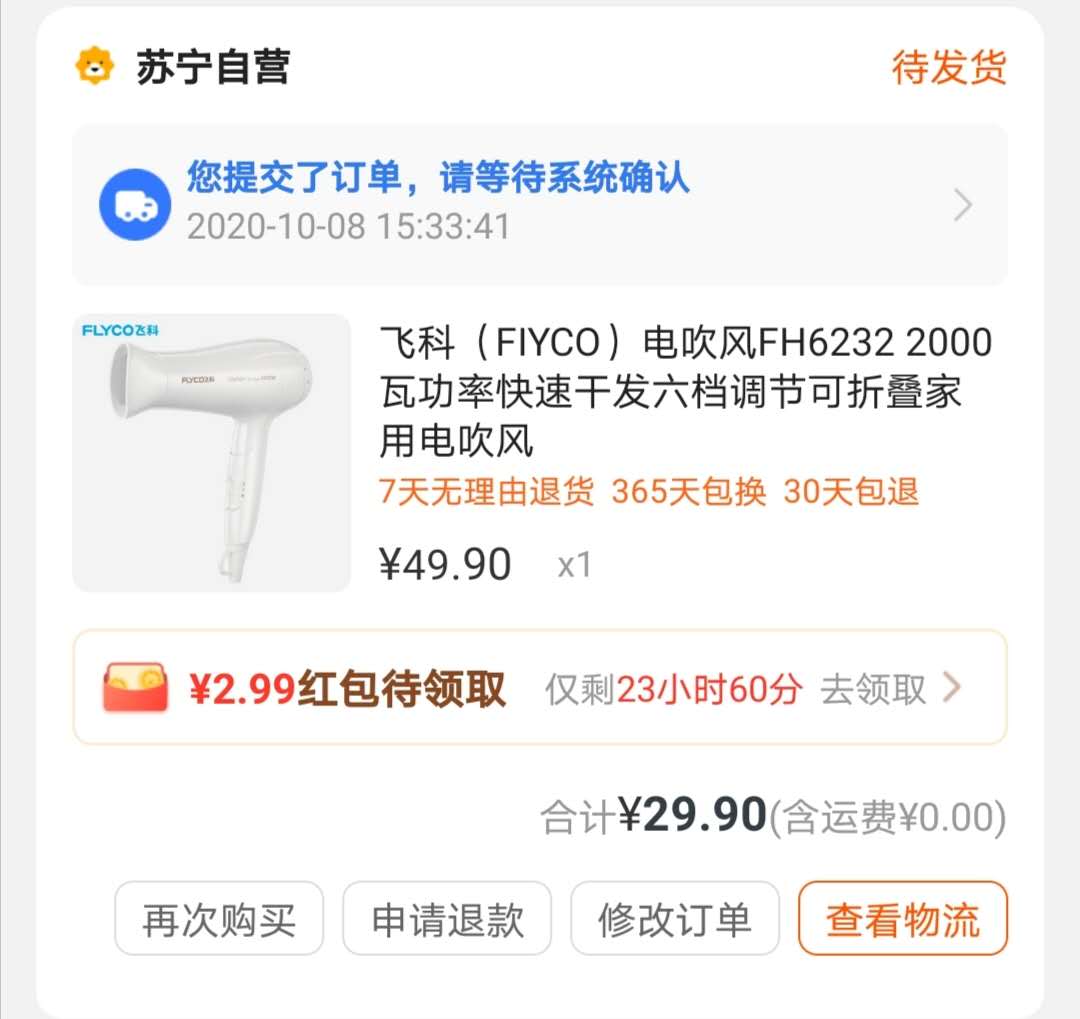 苏宁自营
待发货
您提交了订单，请等待系统确认
2020-10-08 15:33:41
FLYCO飞科
FLYCO飞科
飞科（FIYCO）电吹风FH6232 2000
瓦功率快速干发六档调节可折叠家
用电吹风
7天无理由退货 365天包换 30天包退
¥49.90 x1
¥2.99红包待领取 仅剩23小时60分 去领取
合计¥29.90(含运费¥0.00)
再次购买
申请退款
修改订单
查看物流